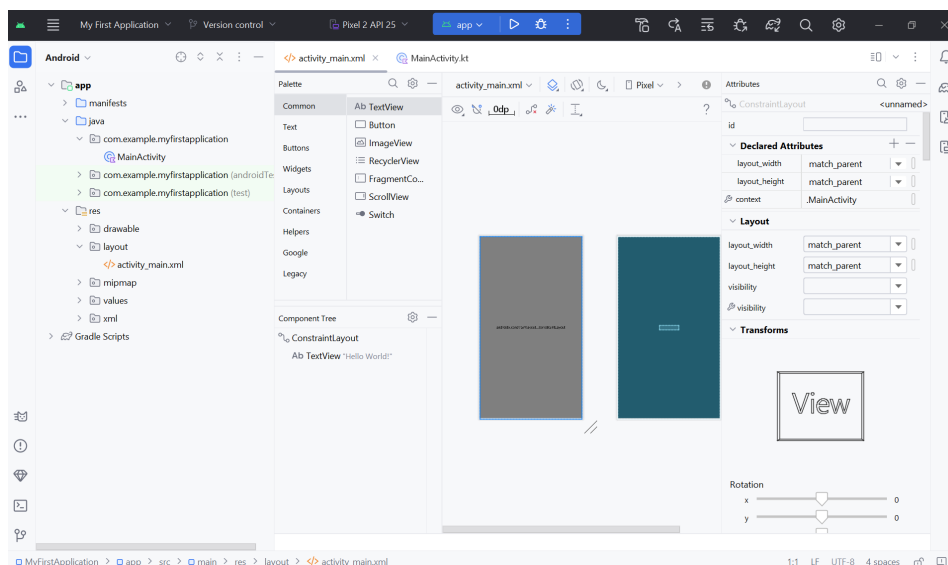 My First Application
Version control
Pixel 2 API 25
app
Android
activity_main.xml
MainActivity.kt
app
manifests
java
com.example.myfirstapplication
MainActivity
com.example.myfirstapplication (androidTe
com.example.myfirstapplication (test)
res
drawable
layout
activity_main.xml
mipmap
values
xml
Gradle Scripts
Palette
Common
Text
Buttons
Widgets
Layouts
Containers
Helpers
Google
Legacy
Ab TextView
Button
ImageView
RecyclerView
FragmentCo...
ScrollView
Switch
Component Tree
ConstraintLayout
Ab TextView "Hello World!"
activity_main.xml
Pixel
0dp
?
Attributes
ConstraintLayout
<unnamed>
id
Declared Attributes
layout_width match_parent
layout_height match_parent
context .MainActivity
Layout
layout_width match_parent
layout_height match_parent
visibility
visibility
Transforms
View
Rotation
x 0
y 0
MyFirstApplication > app > src > main > res > layout > activity_main.xml
1:1 LF UTF-8 4 spaces